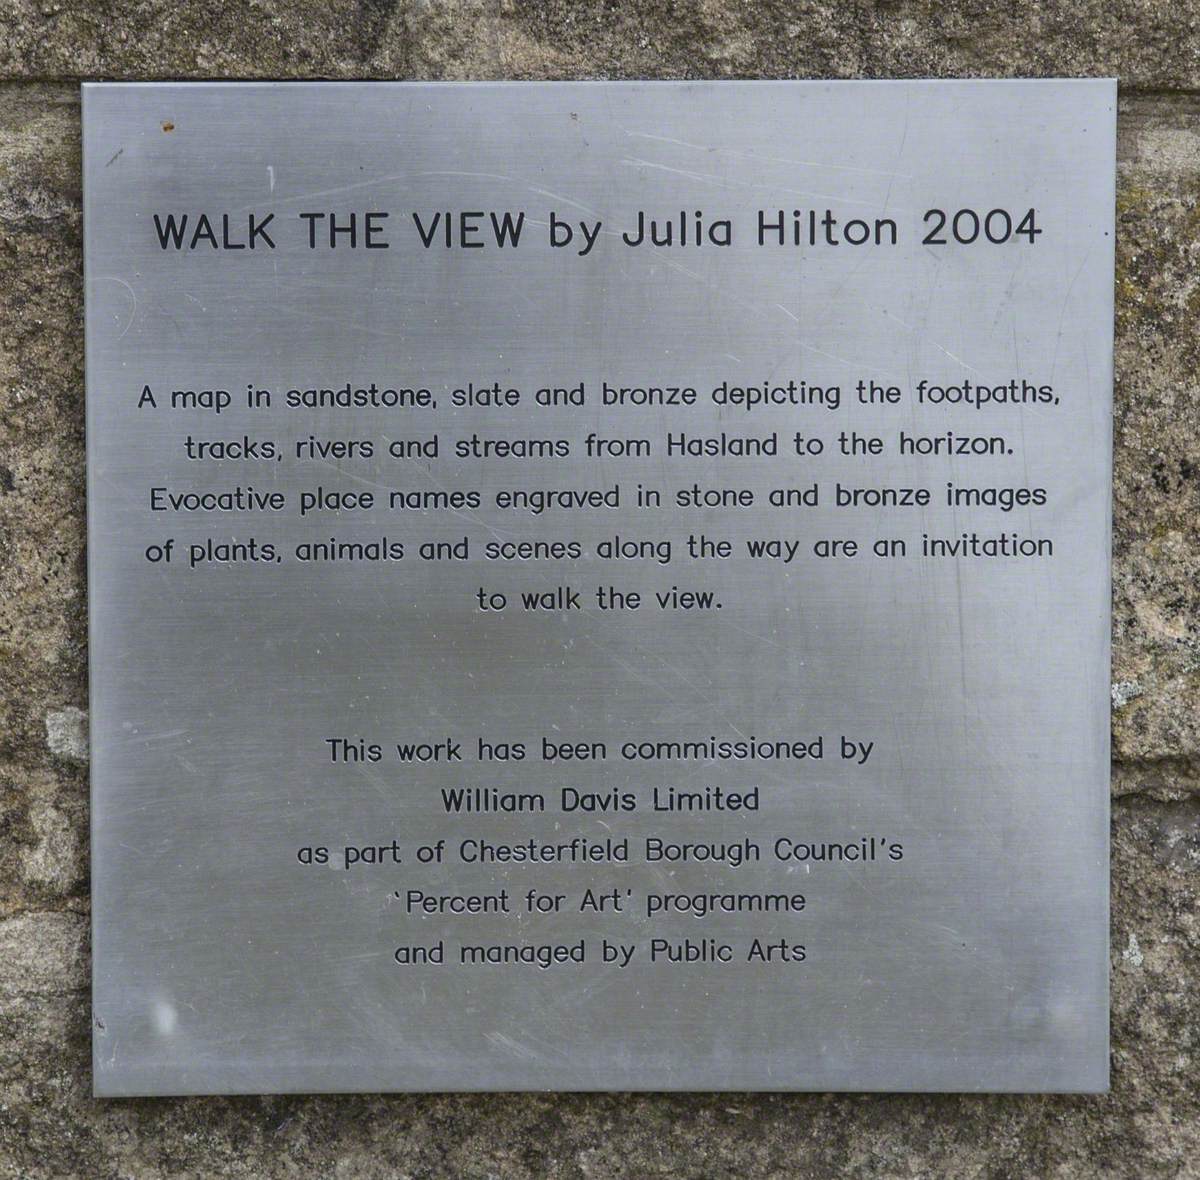 WALK THE VIEW by Julia Hilton 2004
A map in sandstone, slate and bronze depicting the footpaths,
tracks, rivers and streams from Hasland to the horizon.
Evocative place names engraved in stone and bronze images
of plants, animals and scenes along the way are an invitation
to walk the view.
This work has been commissioned by
William Davis Limited
as part of Chesterfield Borough Council's
‘Percent for Art’ programme
and managed by Public Arts